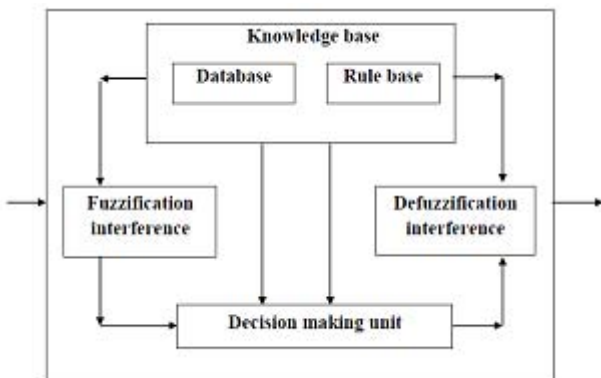 Knowledge base
Database
Rule base
Fuzzification
interference
Defuzzification
interference
Decision making unit